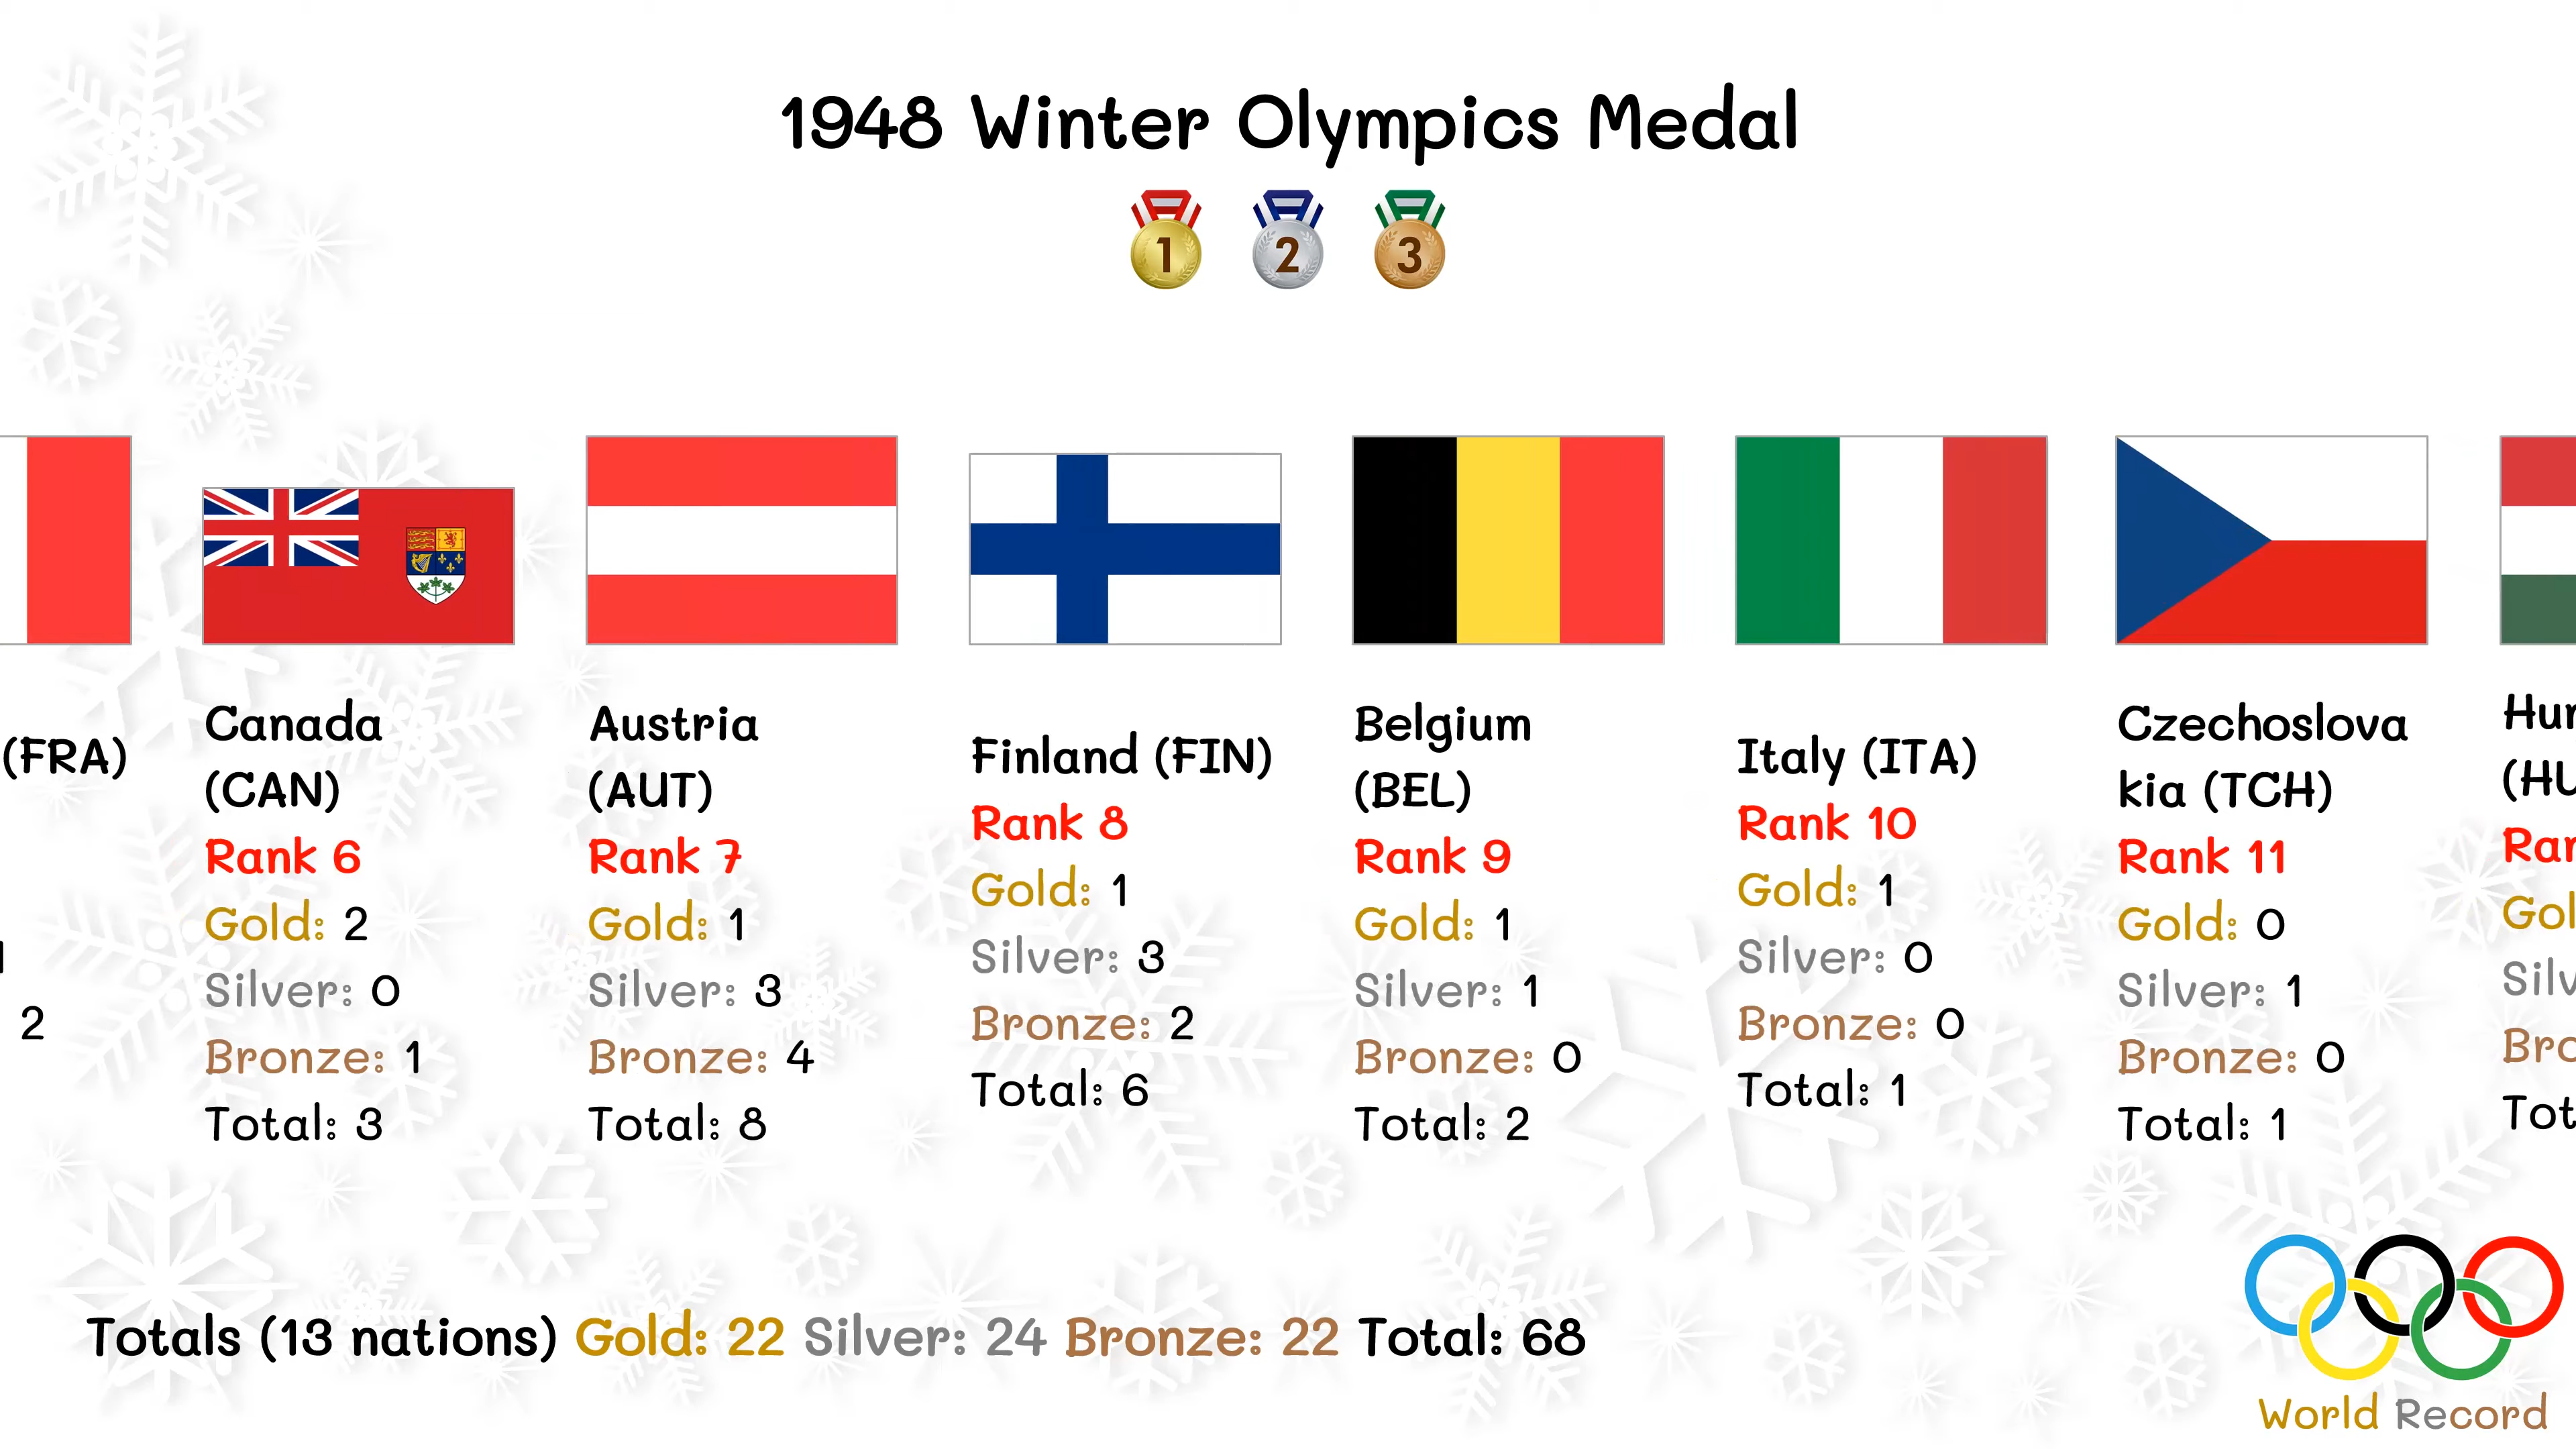 1948 Winter Olympics Medal
1 2 3
(FRA)
2
Canada
(CAN)
Rank 6
Gold: 2
Silver: 0
Bronze: 1
Total: 3
Austria
(AUT)
Rank 7
Gold: 1
Silver: 3
Bronze: 4
Total: 8
Finland (FIN)
Rank 8
Gold: 1
Silver: 3
Bronze: 2
Total: 6
Belgium
(BEL)
Rank 9
Gold: 1
Silver: 1
Bronze: 0
Total: 2
Italy (ITA)
Rank 10
Gold: 1
Silver: 0
Bronze: 0
Total: 1
Czechoslova
kia (TCH)
Rank 11
Gold: 0
Silver: 1
Bronze: 0
Total: 1
Totals (13 nations) Gold: 22 Silver: 24 Bronze: 22 Total: 68
World Record